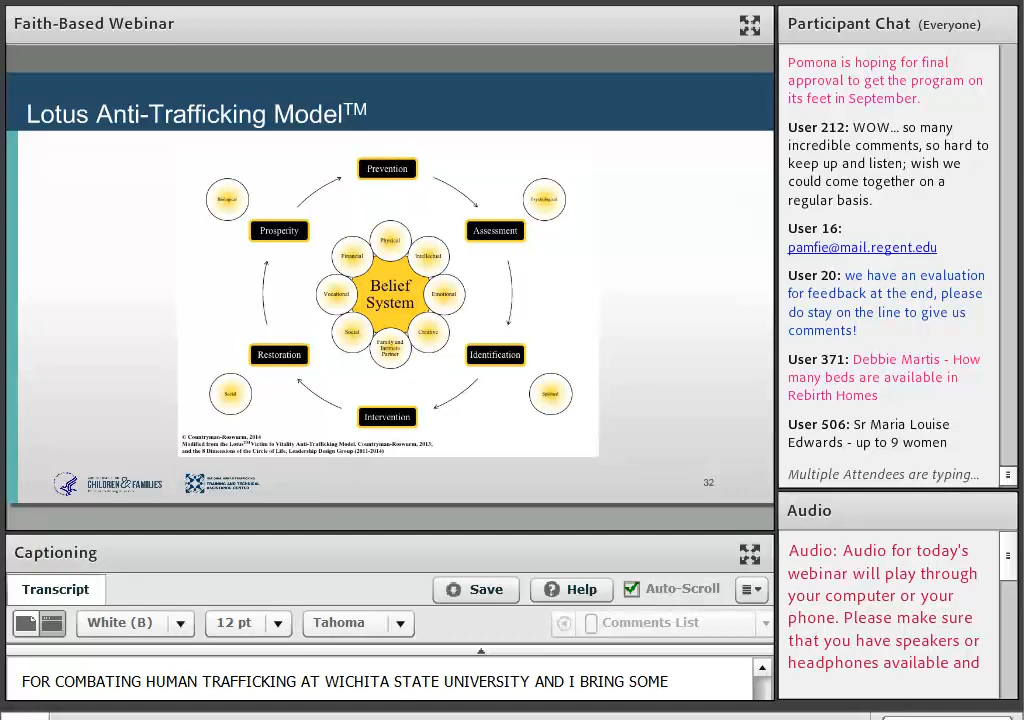 Faith-Based Webinar
Lotus Anti-Trafficking Model™
Prevention
Biological
Psychological
Prosperity
Assessment
Physical
Financial
Intellectual
Vocational
Belief
System
Emotional
Social
Creative
Family and
Intimate
Partner
Restoration
Identification
Social
Spiritual
Intervention
© Countryman-Roswurm, 2014
Modified from the Lotus™ Victim to Vitality Anti-Trafficking Model, Countryman-Roswurm, 2013;
and the 8 Dimensions of the Circle of Life, Leadership Design Group (2011-2014)
CHILDREN & FAMILIES
NATIONAL HUMAN TRAFFICKING
TRAINING AND TECHNICAL
ASSISTANCE CENTER
32
Participant Chat (Everyone)
Pomona is hoping for final
approval to get the program on
its feet in September.
User 212: WOW... so many
incredible comments, so hard to
keep up and listen; wish we
could come together on a
regular basis.
User 16:
pamfie@mail.regent.edu
User 20: we have an evaluation
for feedback at the end, please
do stay on the line to give us
comments!
User 371: Debbie Martis - How
many beds are available in
Rebirth Homes
User 506: Sr Maria Louise
Edwards - up to 9 women
Multiple Attendees are typing...
Audio
Audio: Audio for today's
webinar will play through
your computer or your
phone. Please make sure
that you have speakers or
headphones available and
Captioning
Transcript
Save
Help
Auto-Scroll
White (B)
12 pt
Tahoma
Comments List
FOR COMBATING HUMAN TRAFFICKING AT WICHITA STATE UNIVERSITY AND I BRING SOME